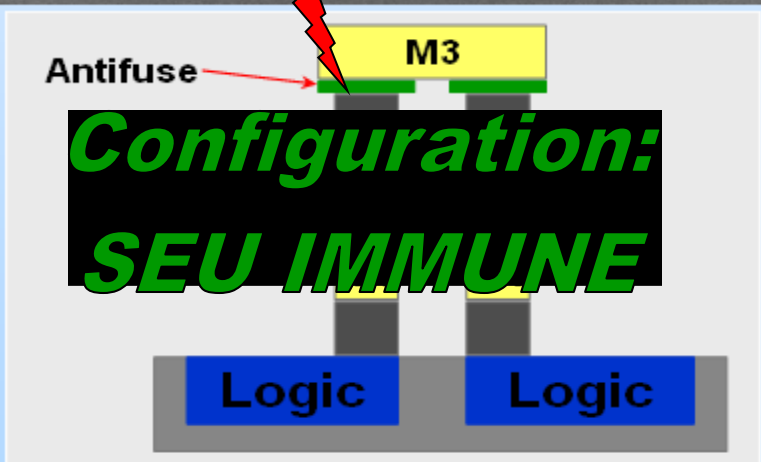 M3
Antifuse
Configuration:
SEU IMMUNE
Logic Logic